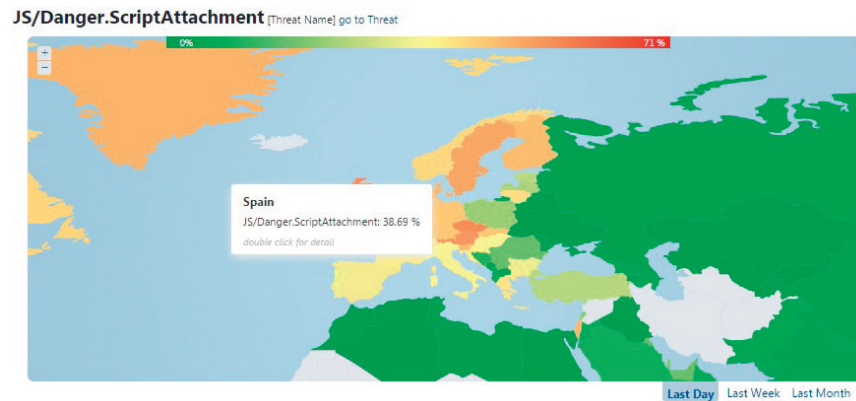 JS/Danger.ScriptAttachment [Threat Name] go to Threat
0% 71 %
+
−
Spain
JS/Danger.ScriptAttachment: 38.69 %
double click for detail
Last Day Last Week Last Month